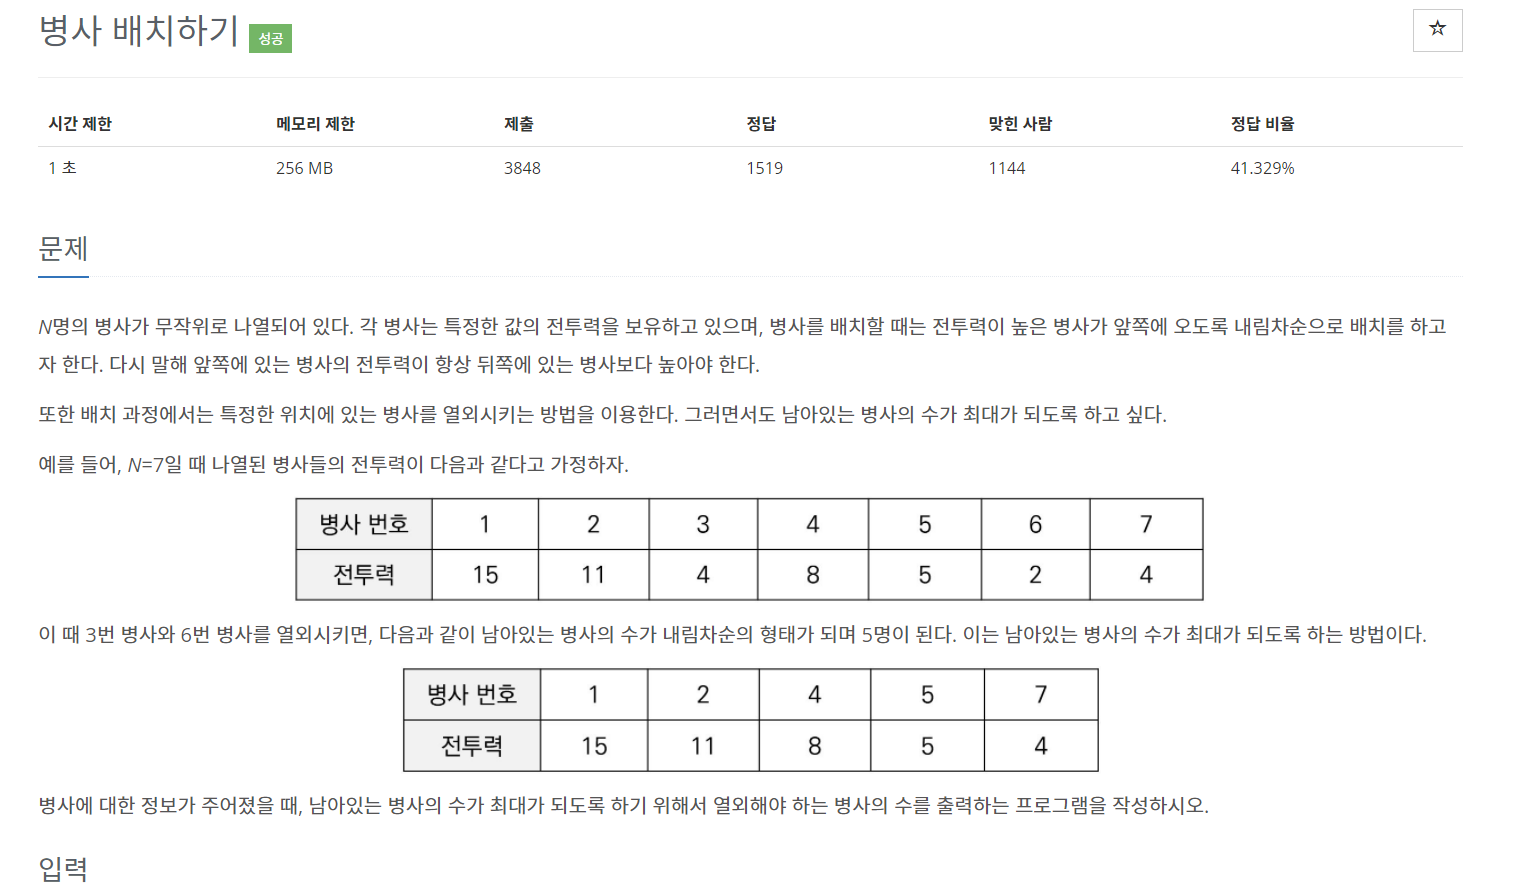 병사 배치하기 성공 ☆
시간 제한 메모리 제한 제출 정답 맞힌 사람 정답 비율
1 초 256 MB 3848 1519 1144 41.329%
문제
N명의 병사가 무작위로 나열되어 있다. 각 병사는 특정한 값의 전투력을 보유하고 있으며, 병사를 배치할 때는 전투력이 높은 병사가 앞쪽에 오도록 내림차순으로 배치를 하고
자 한다. 다시 말해 앞쪽에 있는 병사의 전투력이 항상 뒤쪽에 있는 병사보다 높아야 한다.
또한 배치 과정에서는 특정한 위치에 있는 병사를 열외시키는 방법을 이용한다. 그러면서도 남아있는 병사의 수가 최대가 되도록 하고 싶다.
예를 들어, N=7일 때 나열된 병사들의 전투력이 다음과 같다고 가정하자.
병사 번호 1 2 3 4 5 6 7
전투력 15 11 4 8 5 2 4
이 때 3번 병사와 6번 병사를 열외시키면, 다음과 같이 남아있는 병사의 수가 내림차순의 형태가 되며 5명이 된다. 이는 남아있는 병사의 수가 최대가 되도록 하는 방법이다.
병사 번호 1 2 4 5 7
전투력 15 11 8 5 4
병사에 대한 정보가 주어졌을 때, 남아있는 병사의 수가 최대가 되도록 하기 위해서 열외해야 하는 병사의 수를 출력하는 프로그램을 작성하시오.
입력